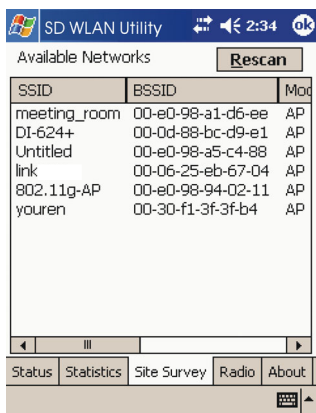 SD WLAN Utility 2:34 ok
Available Networks Rescan
SSID BSSID Mod
meeting_room 00-e0-98-a1-d6-ee AP
DI-624+ 00-0d-88-bc-d9-e1 AP
Untitled 00-e0-98-a5-c4-88 AP
link 00-06-25-eb-67-04 AP
802.11g-AP 00-e0-98-94-02-11 AP
youren 00-30-f1-3f-3f-b4 AP
Status Statistics Site Survey Radio About